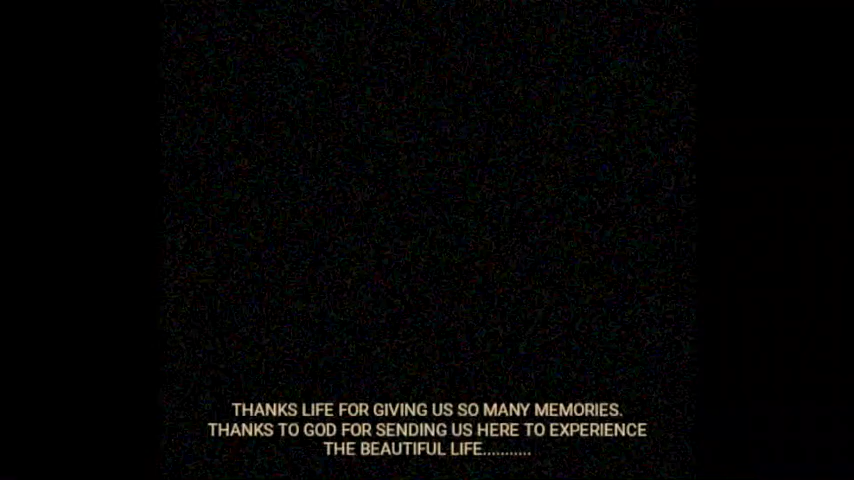 THANKS LIFE FOR GIVING US SO MANY MEMORIES.
THANKS TO GOD FOR SENDING US HERE TO EXPERIENCE
THE BEAUTIFUL LIFE...........